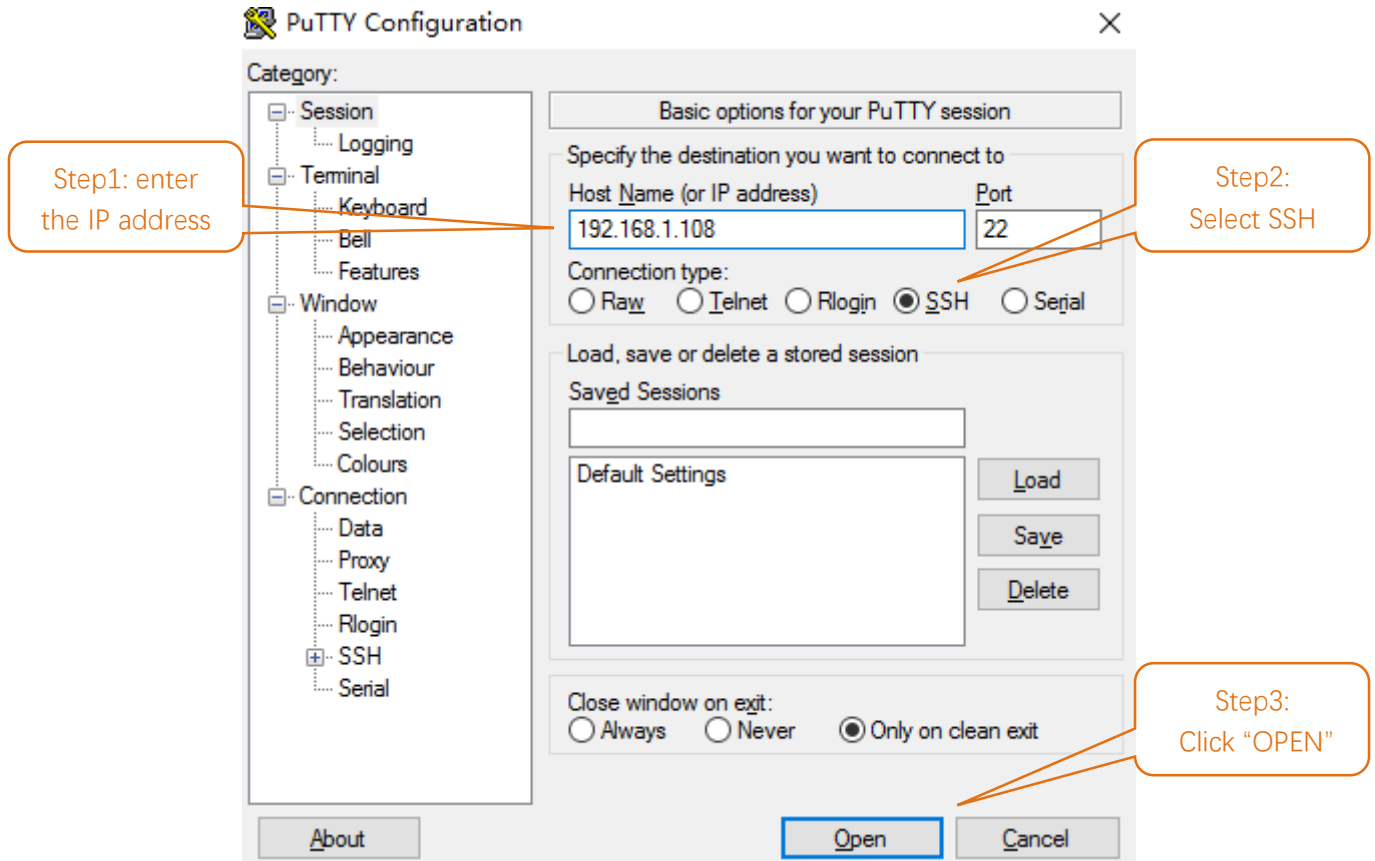 PuTTY Configuration
Category:
Session
Logging
Terminal
Keyboard
Bell
Features
Window
Appearance
Behaviour
Translation
Selection
Colours
Connection
Data
Proxy
Telnet
Rlogin
SSH
Serial
Basic options for your PuTTY session
Specify the destination you want to connect to
Host Name (or IP address) Port
192.168.1.108 22
Connection type:
Raw Telnet Rlogin SSH Serial
Load, save or delete a stored session
Saved Sessions
Default Settings
Load
Save
Delete
Close window on exit:
Always Never Only on clean exit
About Open Cancel
Step1: enter
the IP address
Step2:
Select SSH
Step3:
Click “OPEN”